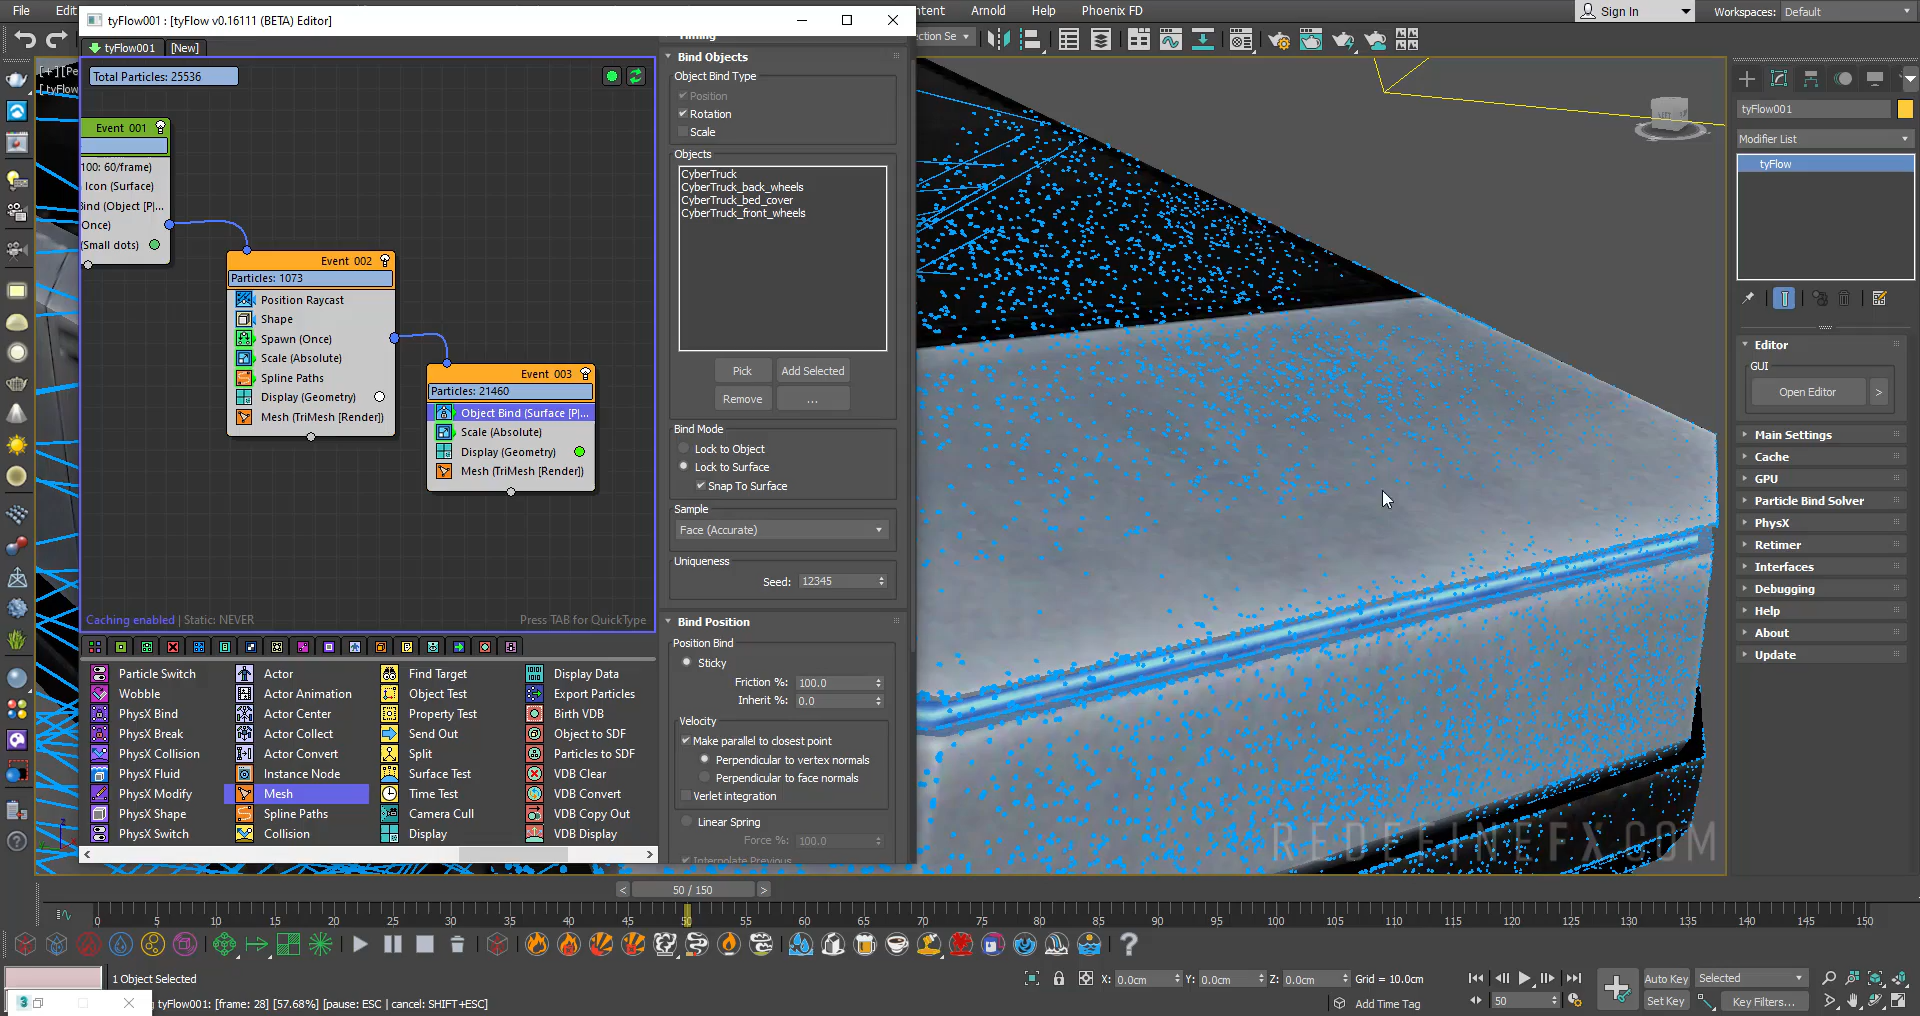 File
Edit
tyFlow001 : [tyFlow v0.16111 (BETA) Editor]
Arnold
Help
Phoenix FD
Sign In
Workspaces: Default
tyFlow001
[New]
Timing
Total Particles: 25536
Event 001
100: 60/frame)
Icon (Surface)
Bind (Object [P|...
Once)
(Small dots)
Event 002
Particles: 1073
Position Raycast
Shape
Spawn (Once)
Scale (Absolute)
Spline Paths
Display (Geometry)
Mesh (TriMesh [Render])
Event 003
Particles: 21460
Object Bind (Surface [P|...
Scale (Absolute)
Display (Geometry)
Mesh (TriMesh [Render])
Caching enabled | Static: NEVER
Press TAB for QuickType
Bind Objects
Object Bind Type
Position
Rotation
Scale
Objects
CyberTruck
CyberTruck_back_wheels
CyberTruck_bed_cover
CyberTruck_front_wheels
Pick
Add Selected
Remove
...
Bind Mode
Lock to Object
Lock to Surface
Snap To Surface
Sample
Face (Accurate)
Uniqueness
Seed: 12345
Bind Position
Position Bind
Sticky
Friction %: 100.0
Inherit %: 0.0
Velocity
Make parallel to closest point
Perpendicular to vertex normals
Perpendicular to face normals
Verlet integration
Linear Spring
Force %: 100.0
Interpolate Previous
Particle Switch
Wobble
PhysX Bind
PhysX Break
PhysX Collision
PhysX Fluid
PhysX Modify
PhysX Shape
PhysX Switch
Actor
Actor Animation
Actor Center
Actor Collect
Actor Convert
Instance Node
Mesh
Spline Paths
Collision
Find Target
Object Test
Property Test
Send Out
Split
Surface Test
Time Test
Camera Cull
Display
Display Data
Export Particles
Birth VDB
Object to SDF
Particles to SDF
VDB Clear
VDB Convert
VDB Copy Out
VDB Display
REDEFINEFX.COM
tyFlow001
Modifier List
tyFlow
Editor
GUI
Open Editor
>
Main Settings
Cache
GPU
Particle Bind Solver
PhysX
Retimer
Interfaces
Debugging
Help
About
Update
< 50 / 150 >
0 5 10 15 20 25 30 35 40 45 50 55 60 65 70 75 80 85 90 95 100 105 110 115 120 125 130 135 140 145 150
1 Object Selected
X: 0.0cm Y: 0.0cm Z: 0.0cm Grid = 10.0cm
Auto Key
Selected
tyFlow001: [frame: 28] [57.68%] [pause: ESC | cancel: SHIFT+ESC]
Add Time Tag
50
Set Key
Key Filters...